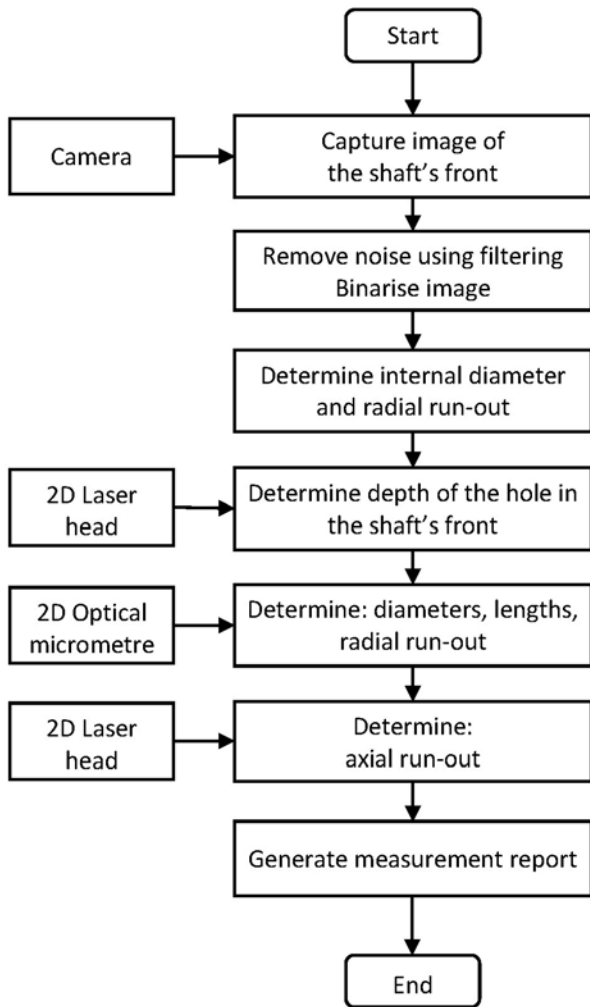 Start
Camera
Capture image of
the shaft's front
Remove noise using filtering
Binarise image
Determine internal diameter
and radial run-out
2D Laser
head
Determine depth of the hole in
the shaft's front
2D Optical
micrometre
Determine: diameters, lengths,
radial run-out
2D Laser
head
Determine:
axial run-out
Generate measurement report
End